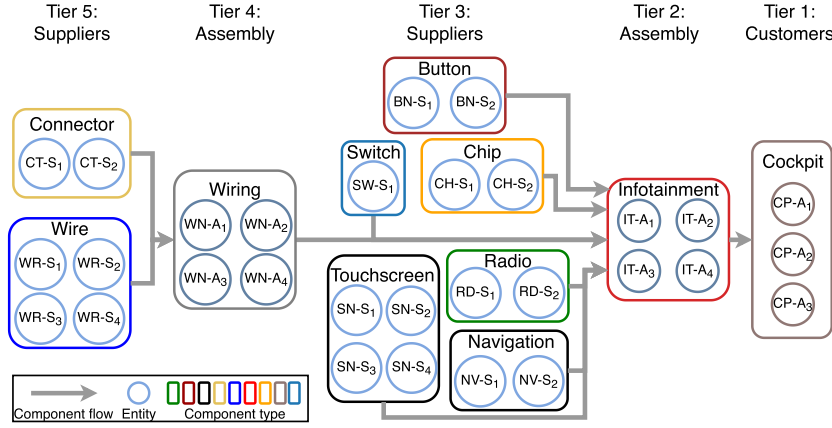 Tier 5:
Suppliers
Tier 4:
Assembly
Tier 3:
Suppliers
Tier 2:
Assembly
Tier 1:
Customers
Connector
CT-S1
CT-S2
Wire
WR-S1
WR-S2
WR-S3
WR-S4
Wiring
WN-A1
WN-A2
WN-A3
WN-A4
Button
BN-S1
BN-S2
Switch
SW-S1
Chip
CH-S1
CH-S2
Touchscreen
SN-S1
SN-S2
SN-S3
SN-S4
Radio
RD-S1
RD-S2
Navigation
NV-S1
NV-S2
Infotainment
IT-A1
IT-A2
IT-A3
IT-A4
Cockpit
CP-A1
CP-A2
CP-A3
Component flow
Entity
Component type